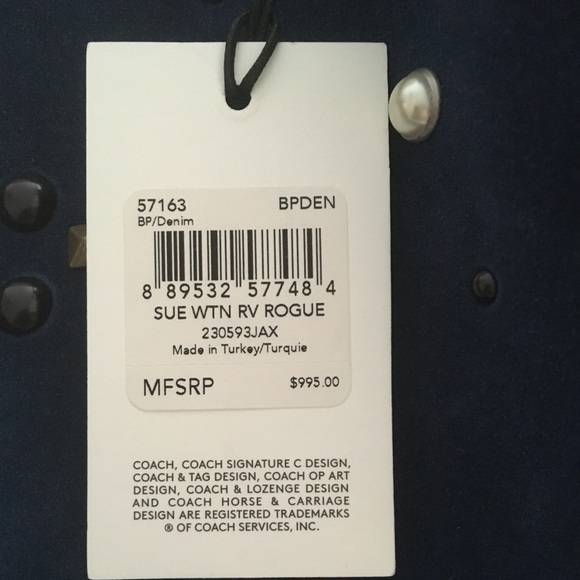 57163 BPDEN
BP/Denim
8 89532 57748 4
SUE WTN RV ROGUE
230593JAX
Made in Turkey/Turquie
MFSRP $995.00
COACH, COACH SIGNATURE C DESIGN,
COACH & TAG DESIGN, COACH OP ART
DESIGN, COACH & LOZENGE DESIGN
AND COACH HORSE & CARRIAGE
DESIGN ARE REGISTERED TRADEMARKS
® OF COACH SERVICES, INC.